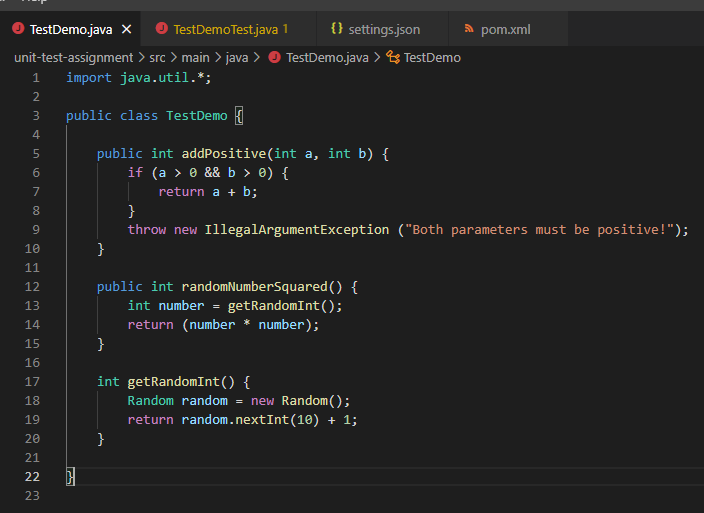 Help
TestDemo.java X TestDemoTest.java 1 {} settings.json pom.xml
unit-test-assignment > src > main > java > TestDemo.java > TestDemo
1 import java.util.*;
2
3 public class TestDemo {
4
5     public int addPositive(int a, int b) {
6         if (a > 0 && b > 0) {
7             return a + b;
8         }
9         throw new IllegalArgumentException ("Both parameters must be positive!");
10     }
11
12     public int randomNumberSquared() {
13         int number = getRandomInt();
14         return (number * number);
15     }
16
17     int getRandomInt() {
18         Random random = new Random();
19         return random.nextInt(10) + 1;
20     }
21
22 }
23